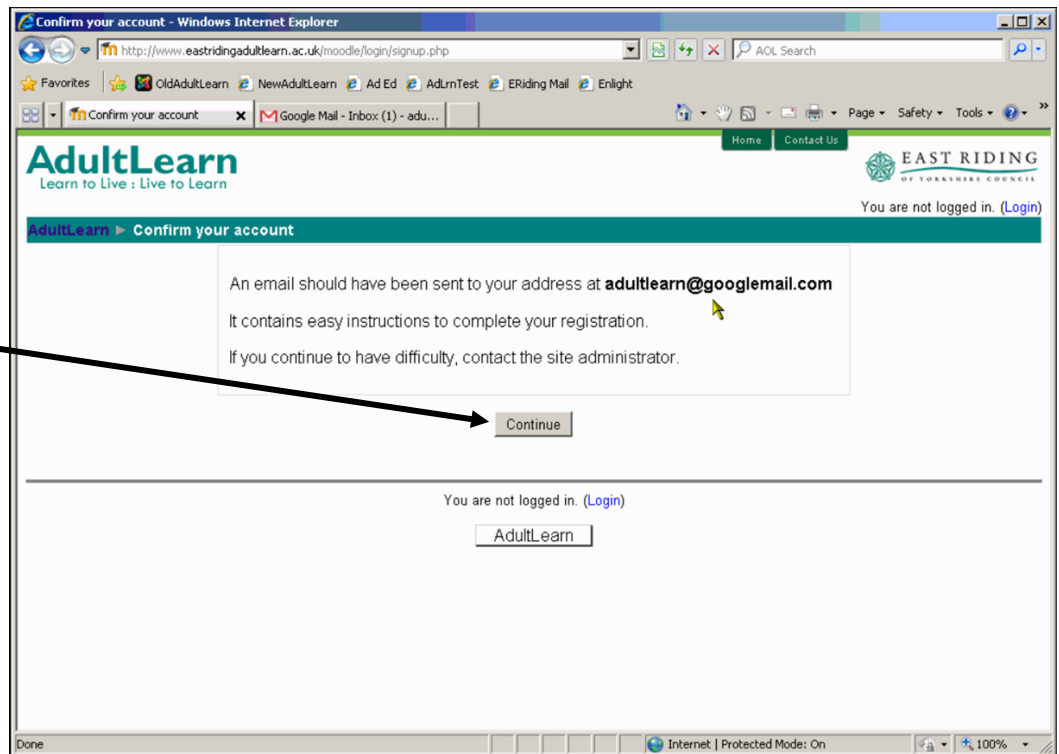 Confirm your account - Windows Internet Explorer
http://www.eastridingadultlearn.ac.uk/moodle/login/signup.php
AOL Search
Favorites OldAdultLearn NewAdultLearn Ad Ed AdLrnTest ERiding Mail Enlight
Confirm your account Google Mail - Inbox (1) - adu... Page Safety Tools »
Home Contact Us
AdultLearn
Learn to Live : Live to Learn
EAST RIDING
OF YORKSHIRE COUNCIL
You are not logged in. (Login)
AdultLearn ► Confirm your account
An email should have been sent to your address at adultlearn@googlemail.com
It contains easy instructions to complete your registration.
If you continue to have difficulty, contact the site administrator.
Continue
You are not logged in. (Login)
AdultLearn
Done Internet | Protected Mode: On 100%